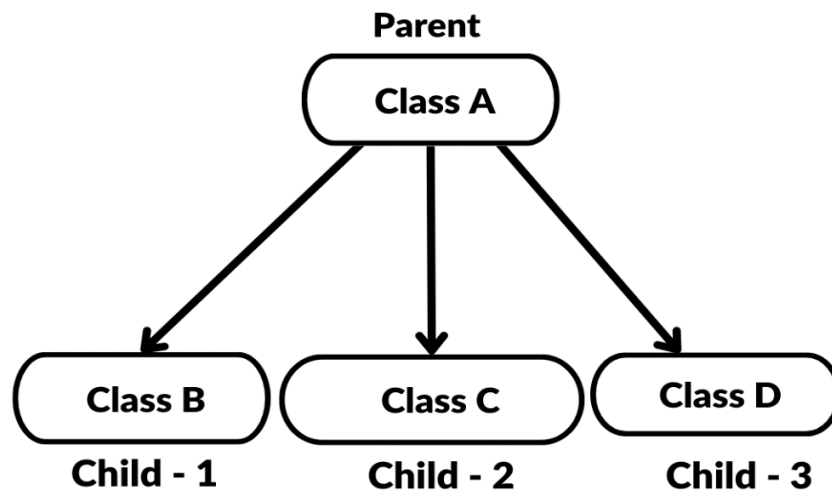 Parent
Class A
Class B
Class C
Class D
Child - 1
Child - 2
Child - 3